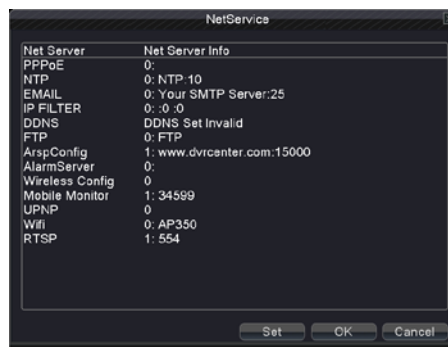 NetService
Net Server Net Server Info
PPPoE 0:
NTP 0: NTP:10
EMAIL 0: Your SMTP Server:25
IP FILTER 0: :0 :0
DDNS DDNS Set Invalid
FTP 0: FTP
ArspConfig 1: www.dvrcenter.com:15000
AlarmServer 0:
Wireless Config 0
Mobile Monitor 1: 34599
UPNP 0
Wifi 0: AP350
RTSP 1: 554
Set OK Cancel